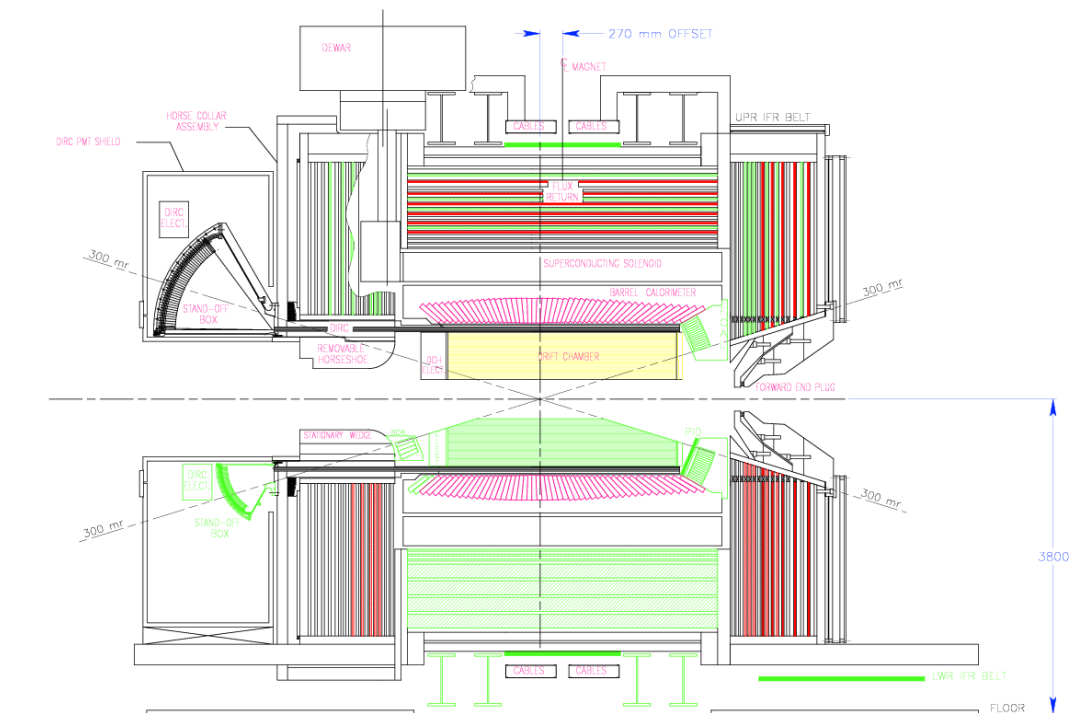 270 mm OFFSET
DEWAR
MAGNET
HORSE COLLAR
ASSEMBLY
CABLES
CABLES
UPR IFR BELT
DIRC PMT SHIELD
FLUX
RETURN
DIRC
ELECT.
300 mr
SUPERCONDUCTING SOLENOID
300 mr
BARREL CALORIMETER
STAND-OFF
BOX
DIRC
REMOVABLE
HORSESHOE
DCH
ELECT.
DRIFT CHAMBER
FORWARD END PLUG
STATIONARY WEDGE
PID
DIRC
ELECT.
300 mr
STAND-OFF
BOX
300 mr
3800
CABLES
CABLES
LWR IFR BELT
FLOOR